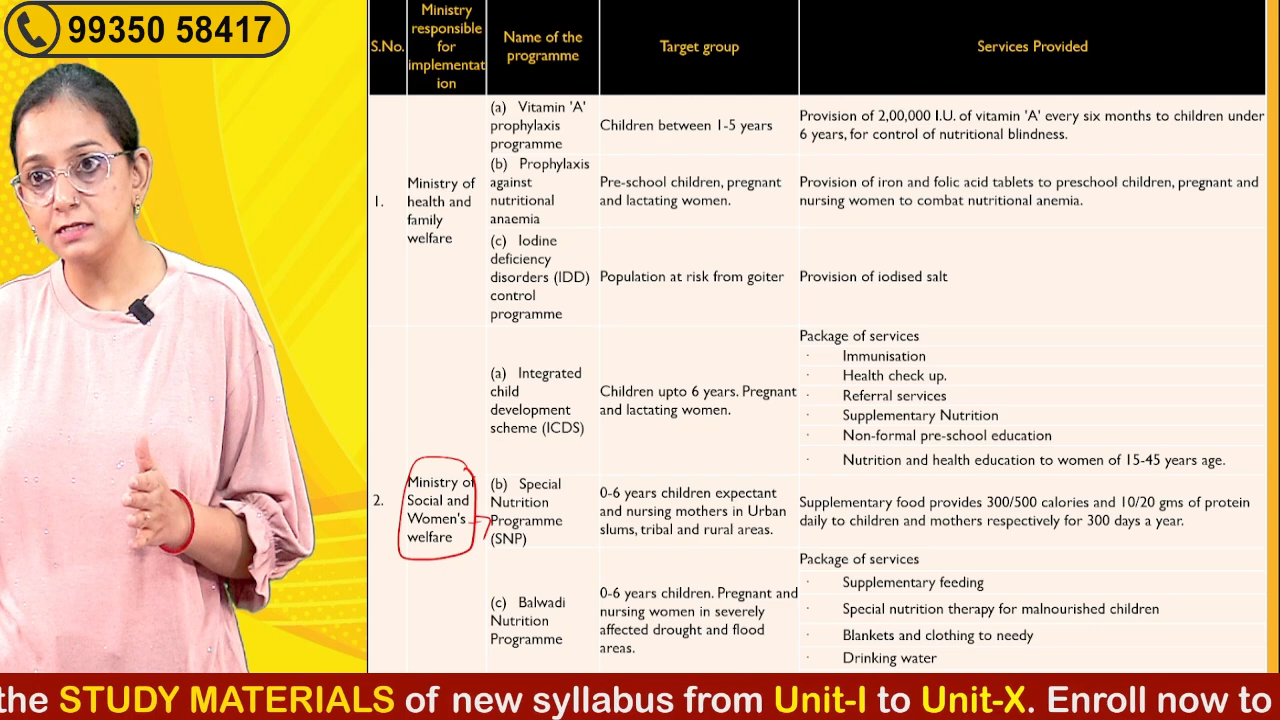 99350 58417
S.No.
Ministry
responsible
for
implementat
ion
Name of the
programme
Target group
Services Provided
1.
Ministry of
health and
family
welfare
(a) Vitamin 'A'
prophylaxis
programme
Children between 1-5 years
Provision of 2,00,000 I.U. of vitamin 'A' every six months to children under
6 years, for control of nutritional blindness.
(b) Prophylaxis
against
nutritional
anaemia
Pre-school children, pregnant
and lactating women.
Provision of iron and folic acid tablets to preschool children, pregnant and
nursing women to combat nutritional anemia.
(c) Iodine
deficiency
disorders (IDD)
control
programme
Population at risk from goiter
Provision of iodised salt
2.
Ministry of
Social and
Women's
welfare
(a) Integrated
child
development
scheme (ICDS)
Children upto 6 years. Pregnant
and lactating women.
Package of services
· Immunisation
· Health check up.
· Referral services
· Supplementary Nutrition
· Non-formal pre-school education
· Nutrition and health education to women of 15-45 years age.
(b) Special
Nutrition
Programme
(SNP)
0-6 years children expectant
and nursing mothers in Urban
slums, tribal and rural areas.
Supplementary food provides 300/500 calories and 10/20 gms of protein
daily to children and mothers respectively for 300 days a year.
(c) Balwadi
Nutrition
Programme
0-6 years children. Pregnant and
nursing women in severely
affected drought and flood
areas.
Package of services
· Supplementary feeding
· Special nutrition therapy for malnourished children
· Blankets and clothing to needy
· Drinking water
the STUDY MATERIALS of new syllabus from Unit-I to Unit-X. Enroll now to